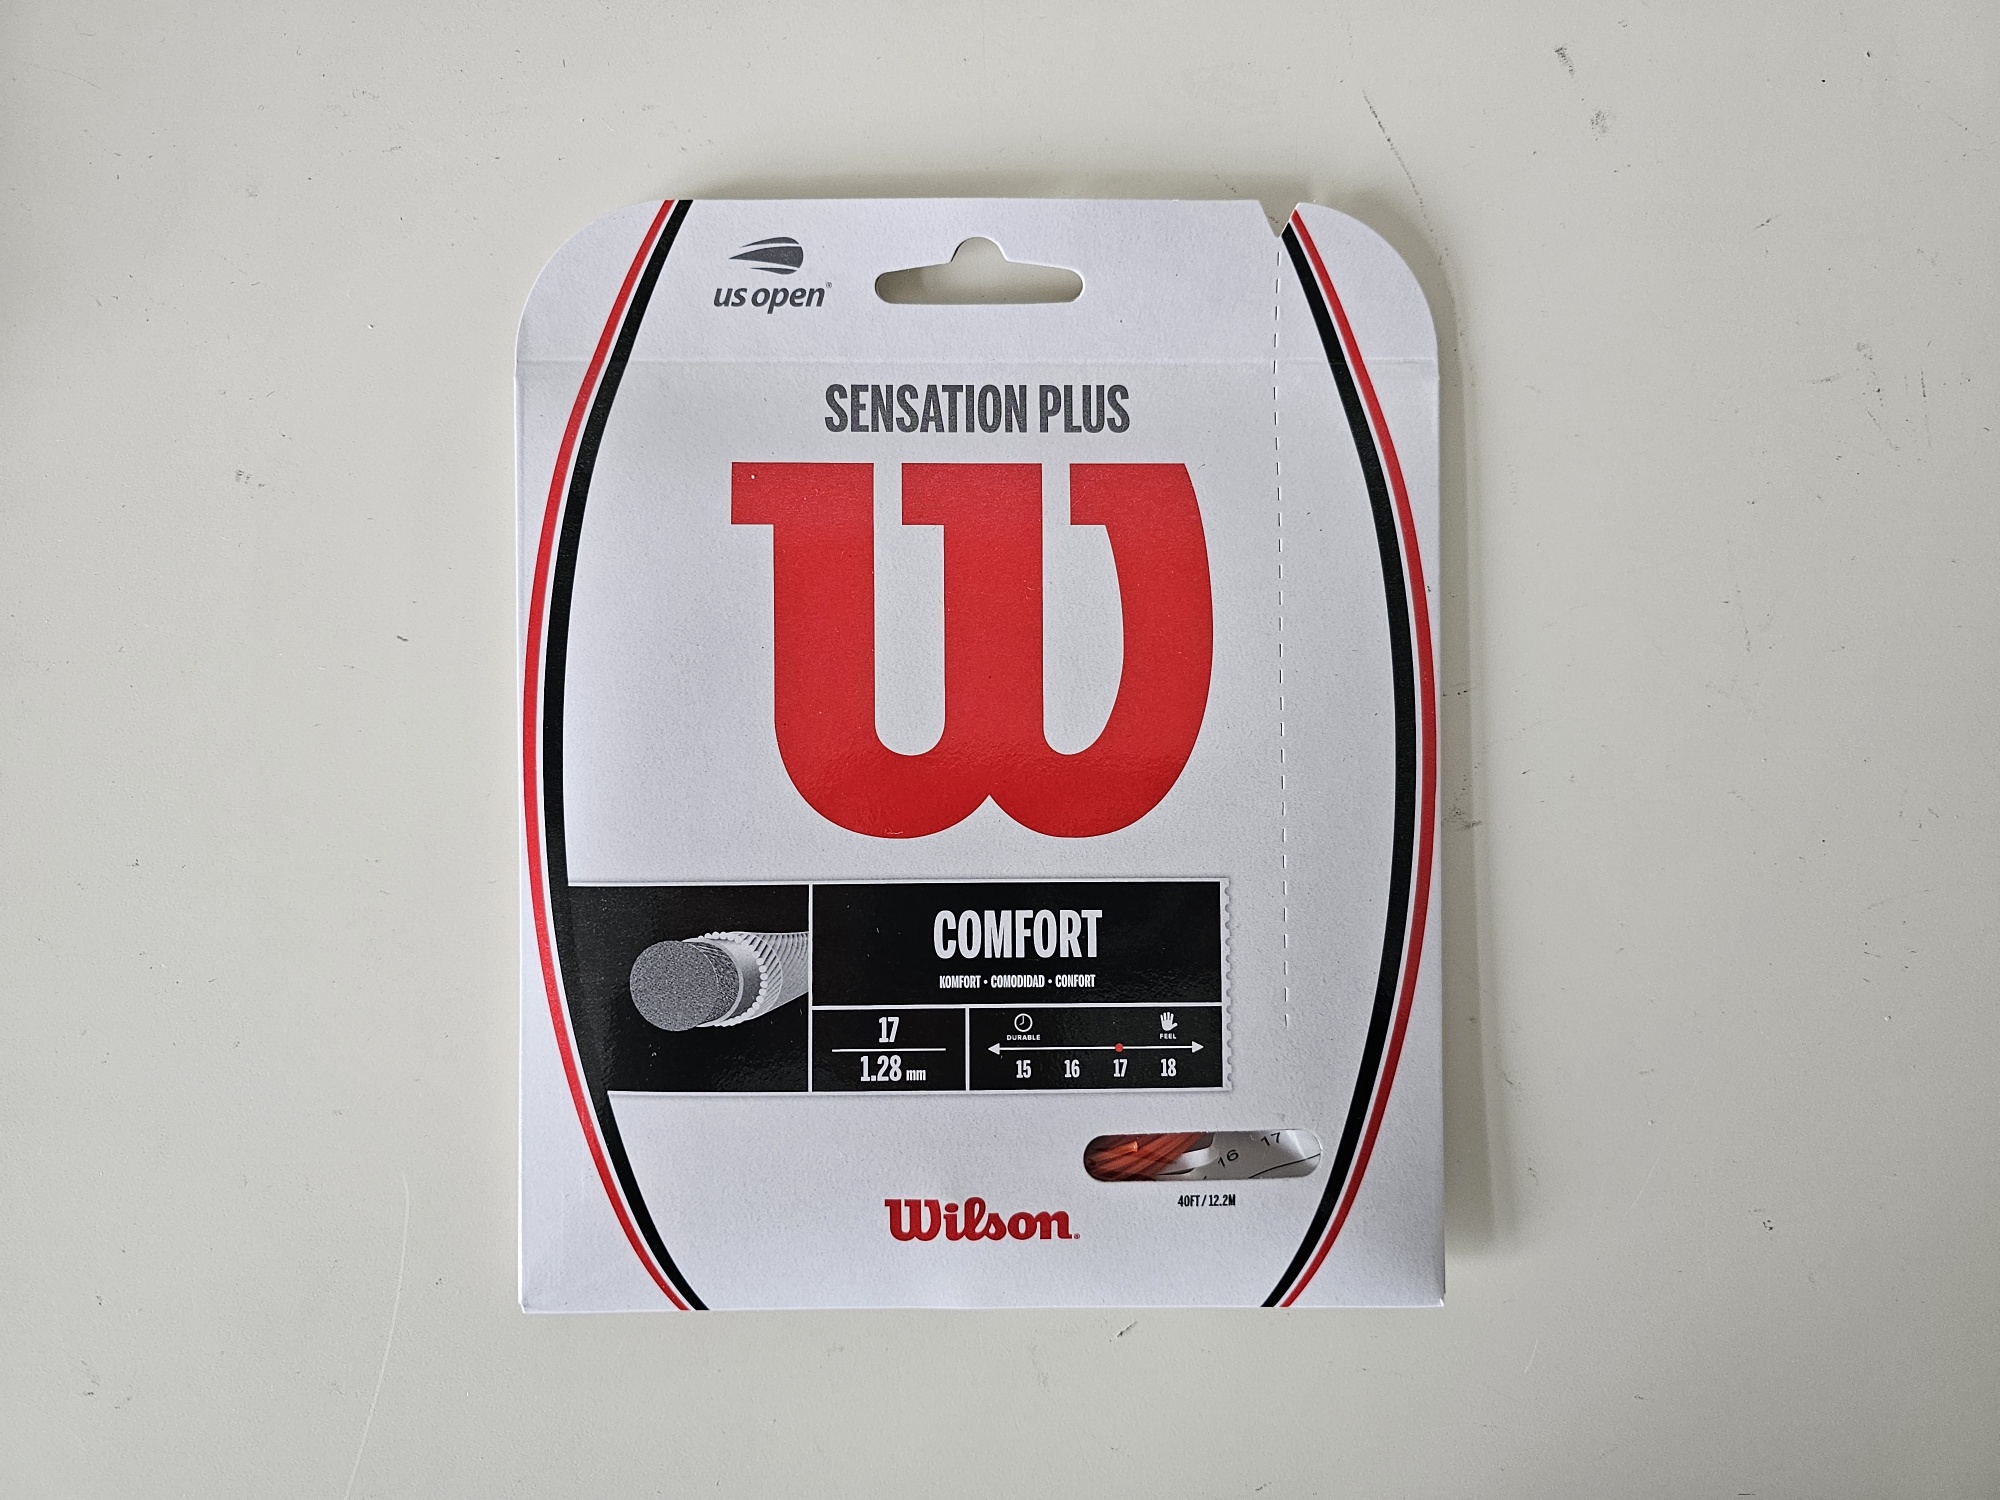 us open®
SENSATION PLUS
W
COMFORT
KOMFORT • COMODIDAD • CONFORT
17
1.28 mm
DURABLE FEEL
15 16 17 18
16 17
40FT / 12.2M
Wilson®